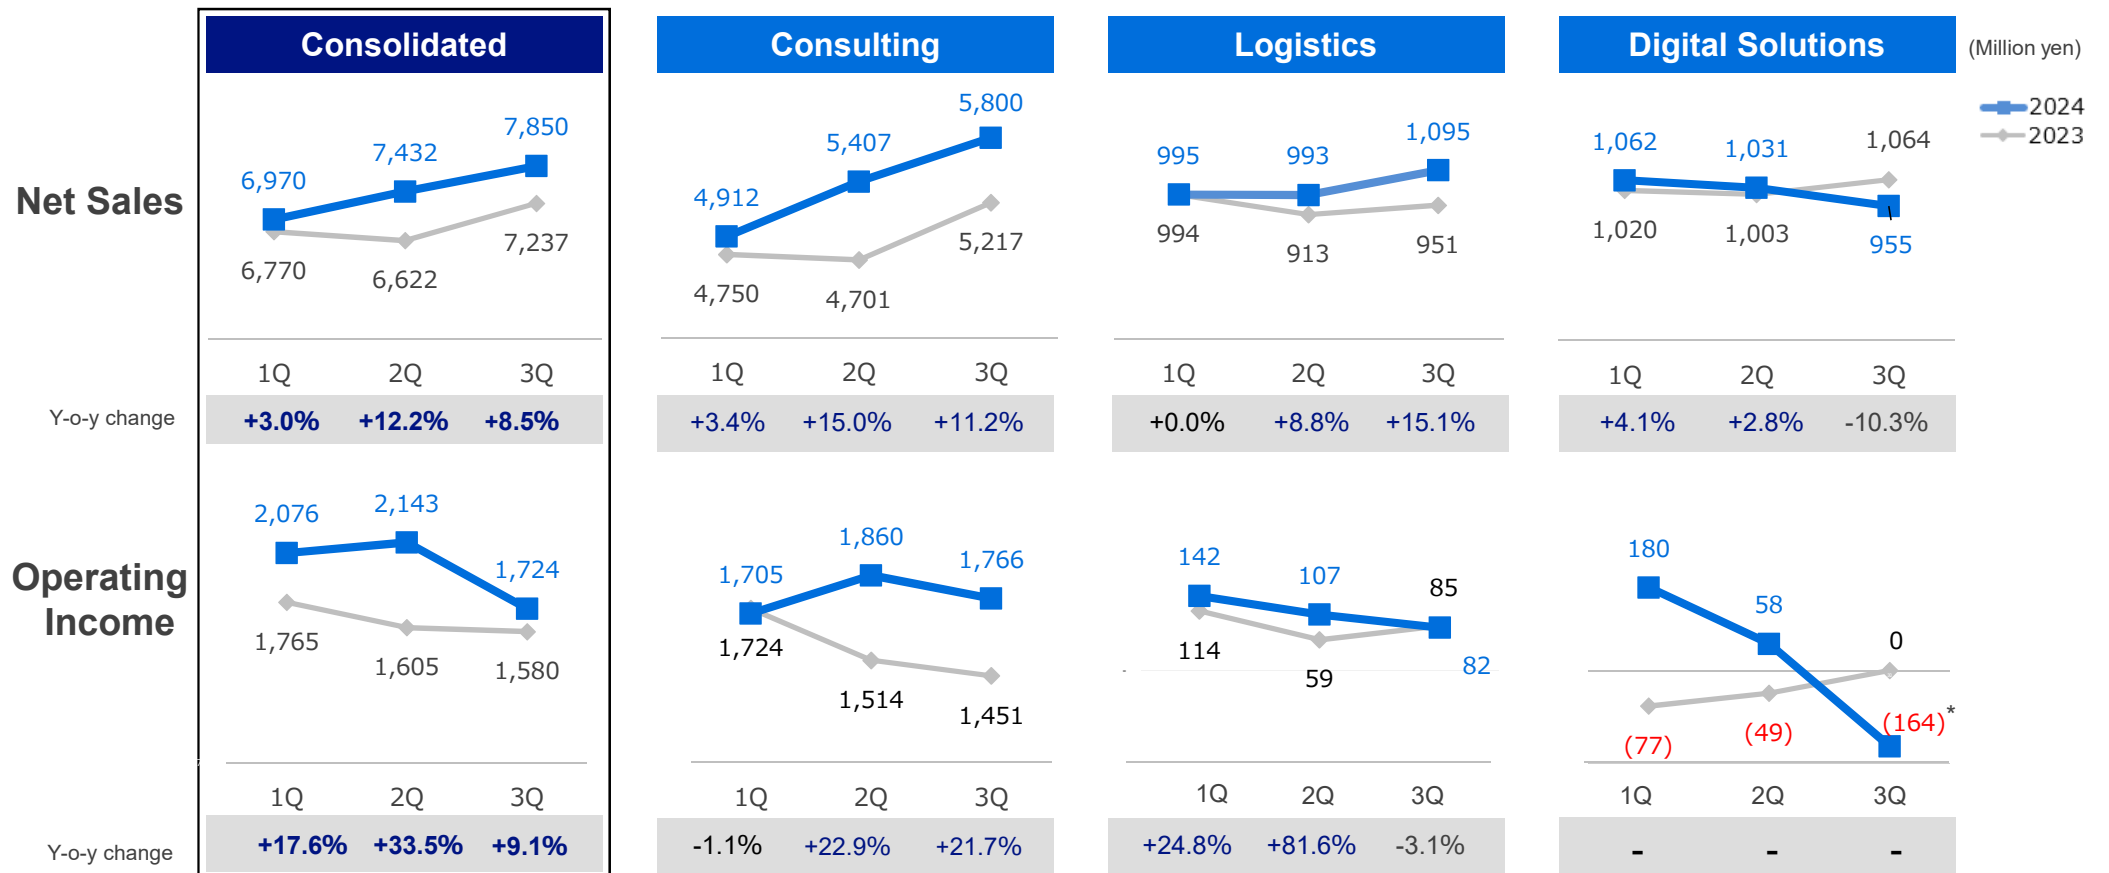 Consolidated
Consulting
Logistics
Digital Solutions
(Million yen)
2024
2023
Net Sales
6,970 7,432 7,850
6,770 6,622 7,237
4,912 5,407 5,800
4,750 4,701 5,217
995 993 1,095
994 913 951
1,062 1,031 1,064
1,020 1,003 955
1Q 2Q 3Q
1Q 2Q 3Q
1Q 2Q 3Q
1Q 2Q 3Q
Y-o-y change
+3.0% +12.2% +8.5%
+3.4% +15.0% +11.2%
+0.0% +8.8% +15.1%
+4.1% +2.8% -10.3%
Operating
Income
2,076 2,143 1,724
1,765 1,605 1,580
1,705 1,860 1,766
1,724 1,514 1,451
142 107 85
114 59 82
180 58 0
(77) (49) (164)*
1Q 2Q 3Q
1Q 2Q 3Q
1Q 2Q 3Q
1Q 2Q 3Q
Y-o-y change
+17.6% +33.5% +9.1%
-1.1% +22.9% +21.7%
+24.8% +81.6% -3.1%
- - -